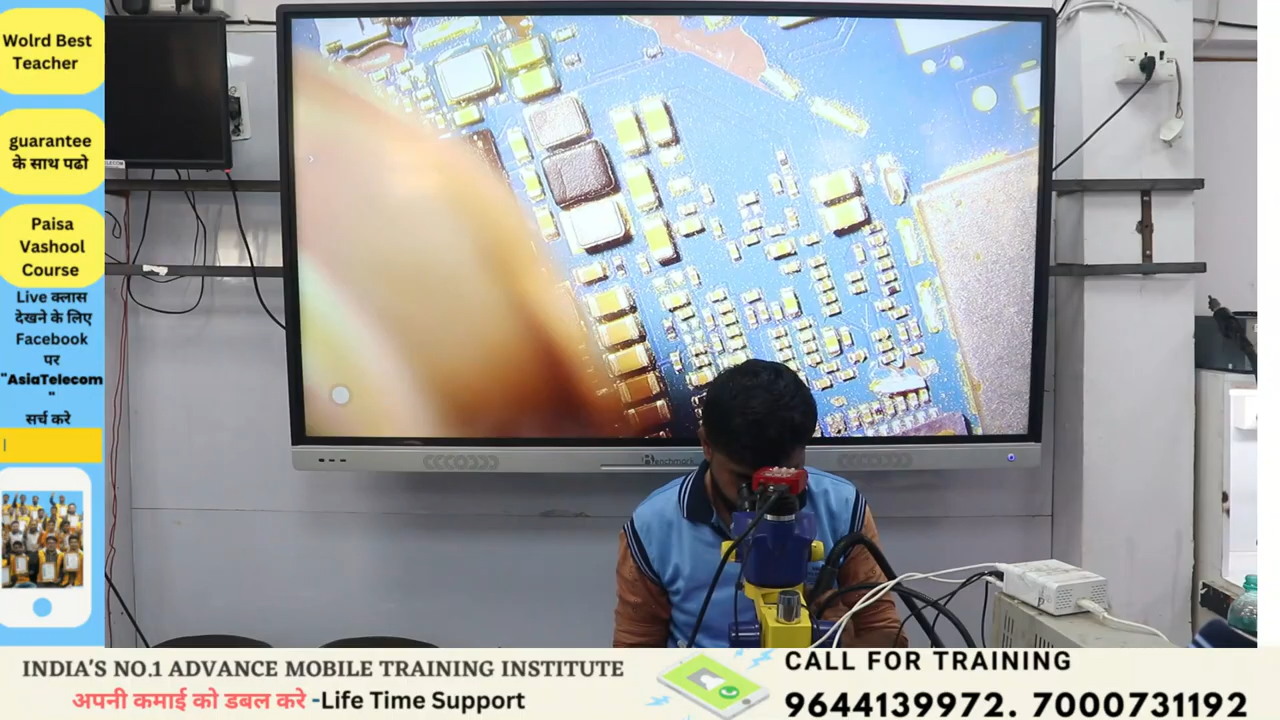 Wolrd Best
Teacher
guarantee
के साथ पढो
Paisa
Vashool
Course
Live क्लास
देखने के लिए
Facebook
पर
"AsiaTelecom
"
सर्च करे
Benchmark
INDIA'S NO.1 ADVANCE MOBILE TRAINING INSTITUTE
अपनी कमाई को डबल करे -Life Time Support
CALL FOR TRAINING
9644139972. 7000731192